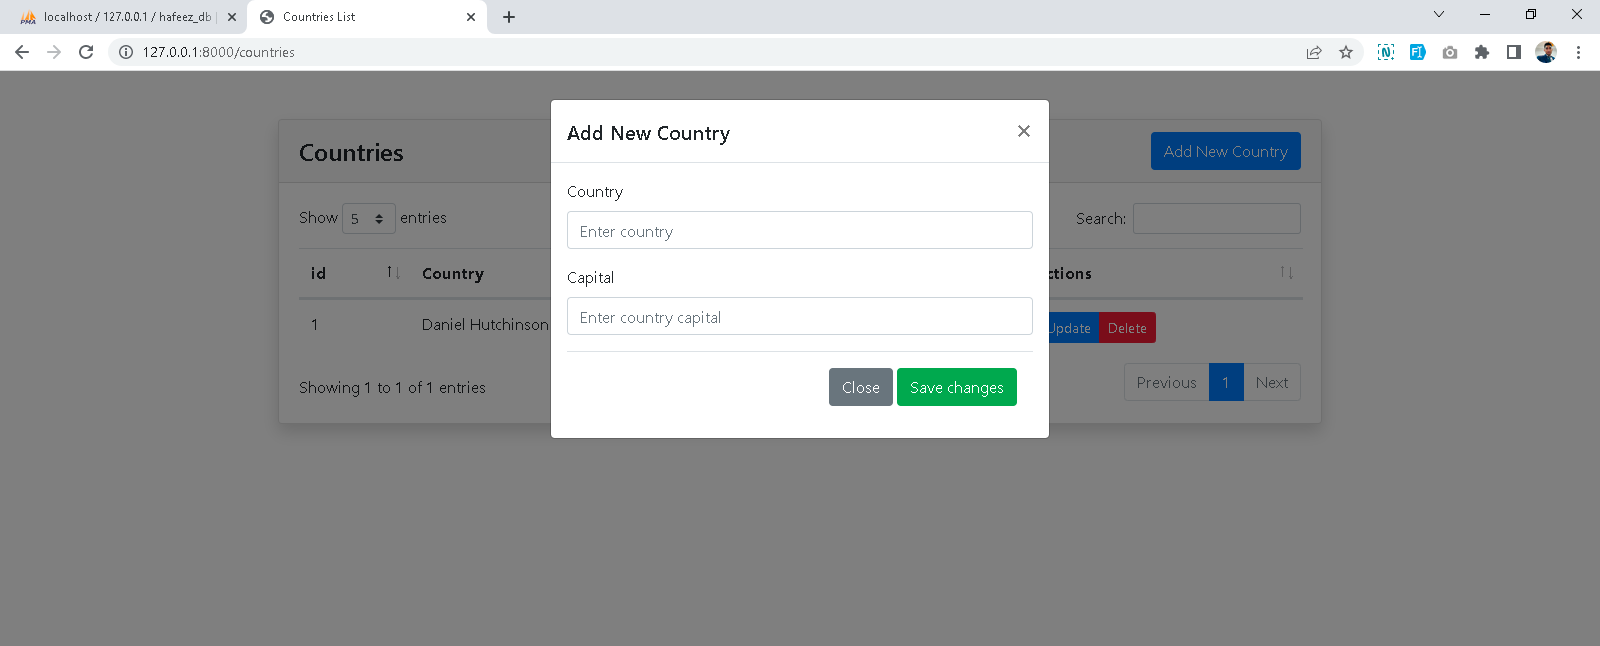 localhost / 127.0.0.1 / hafeez_db |
Countries List
127.0.0.1:8000/countries
Add New Country
Countries
Add New Country
Country
Show 5 entries
Enter country
Search:
id
Country
Capital
ctions
1
Daniel Hutchinson
Enter country capital
Update
Delete
Showing 1 to 1 of 1 entries
Close
Save changes
Previous
1
Next